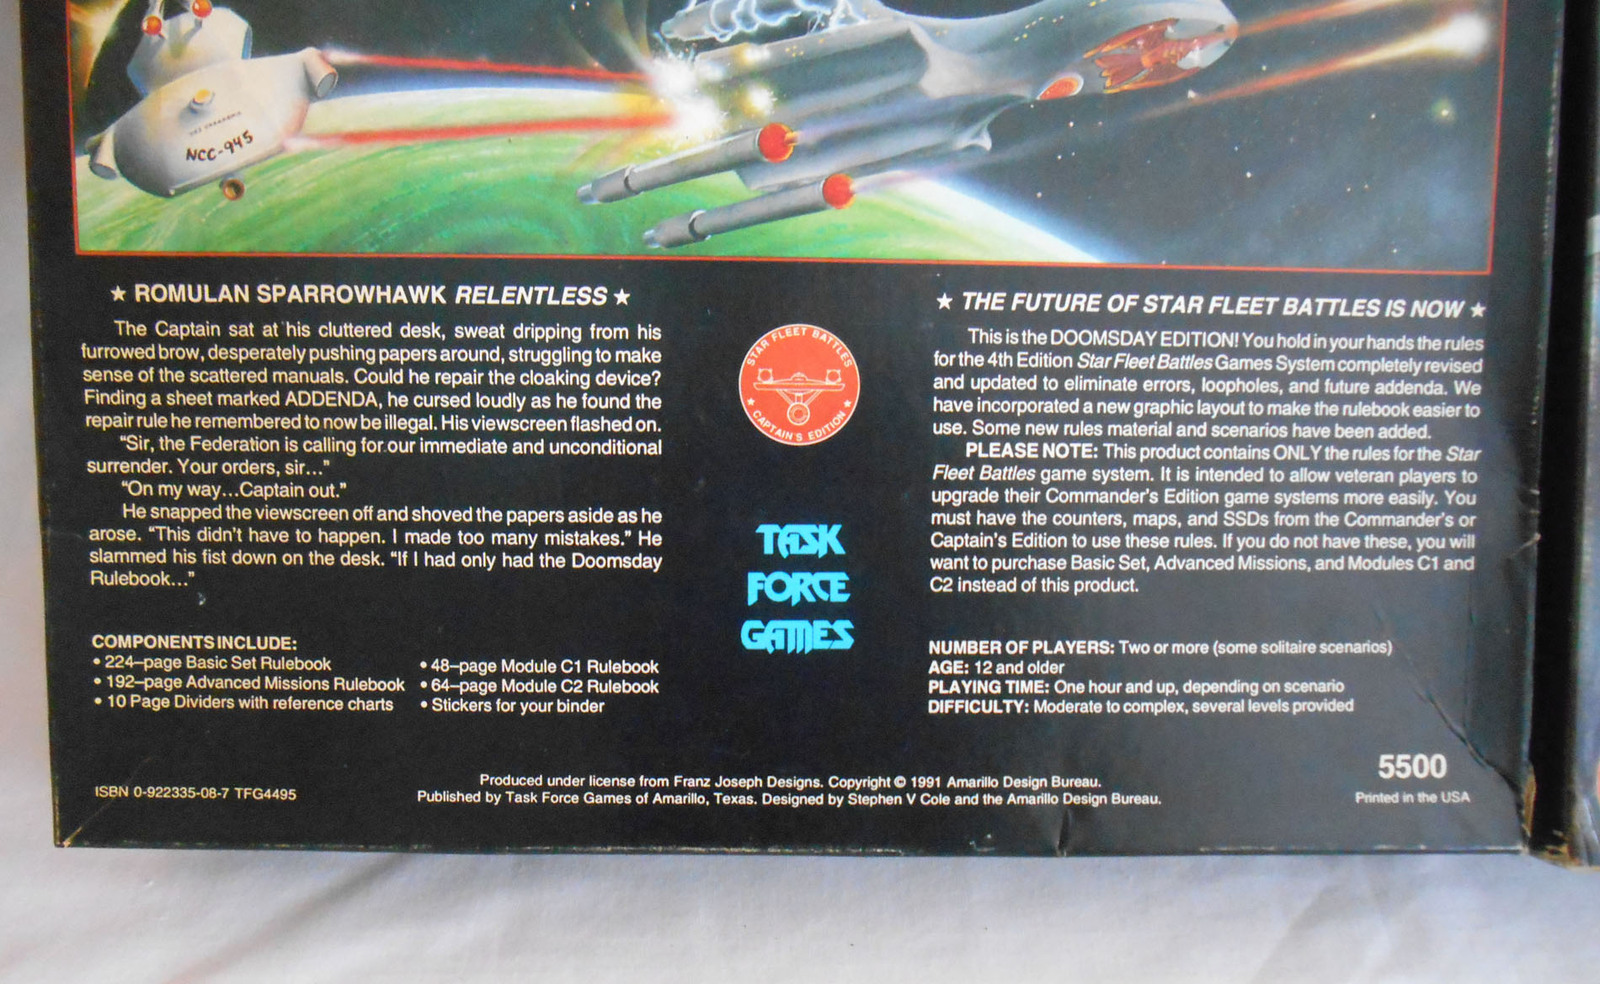 NCC-945
★ ROMULAN SPARROWHAWK RELENTLESS ★
The Captain sat at his cluttered desk, sweat dripping from his
furrowed brow, desperately pushing papers around, struggling to make
sense of the scattered manuals. Could he repair the cloaking device?
Finding a sheet marked ADDENDA, he cursed loudly as he found the
repair rule he remembered to now be illegal. His viewscreen flashed on.
“Sir, the Federation is calling for our immediate and unconditional
surrender. Your orders, sir...”
“On my way...Captain out.”
He snapped the viewscreen off and shoved the papers aside as he
arose. “This didn't have to happen. I made too many mistakes.” He
slammed his fist down on the desk. “If I had only had the Doomsday
Rulebook...”
COMPONENTS INCLUDE:
• 224–page Basic Set Rulebook
• 192–page Advanced Missions Rulebook
• 10 Page Dividers with reference charts
• 48–page Module C1 Rulebook
• 64–page Module C2 Rulebook
• Stickers for your binder
STAR FLEET BATTLES
★ CAPTAIN'S EDITION ★
TASK
FORCE
GAMES
★ THE FUTURE OF STAR FLEET BATTLES IS NOW ★
This is the DOOMSDAY EDITION! You hold in your hands the rules
for the 4th Edition Star Fleet Battles Games System completely revised
and updated to eliminate errors, loopholes, and future addenda. We
have incorporated a new graphic layout to make the rulebook easier to
use. Some new rules material and scenarios have been added.
PLEASE NOTE: This product contains ONLY the rules for the Star
Fleet Battles game system. It is intended to allow veteran players to
upgrade their Commander's Edition game systems more easily. You
must have the counters, maps, and SSDs from the Commander's or
Captain's Edition to use these rules. If you do not have these, you will
want to purchase Basic Set, Advanced Missions, and Modules C1 and
C2 instead of this product.
NUMBER OF PLAYERS: Two or more (some solitaire scenarios)
AGE: 12 and older
PLAYING TIME: One hour and up, depending on scenario
DIFFICULTY: Moderate to complex, several levels provided
ISBN 0-922335-08-7 TFG4495
Produced under license from Franz Joseph Designs. Copyright © 1991 Amarillo Design Bureau.
Published by Task Force Games of Amarillo, Texas. Designed by Stephen V Cole and the Amarillo Design Bureau.
5500
Printed in the USA